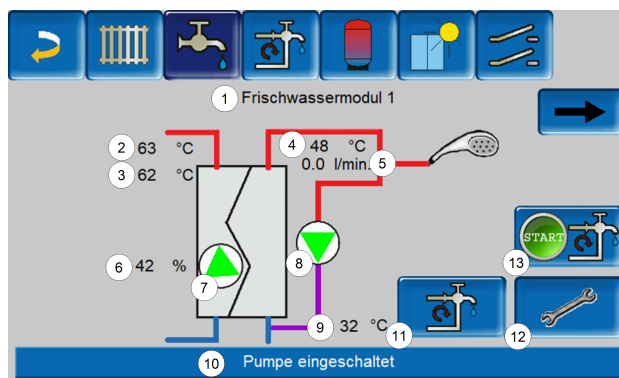 1 Frischwassermodul 1
2 63 °C
4 48 °C
3 62 °C
0.0 l/min. 5
START
6 42 %
7
8
13
9 32 °C
11
12
10 Pumpe eingeschaltet